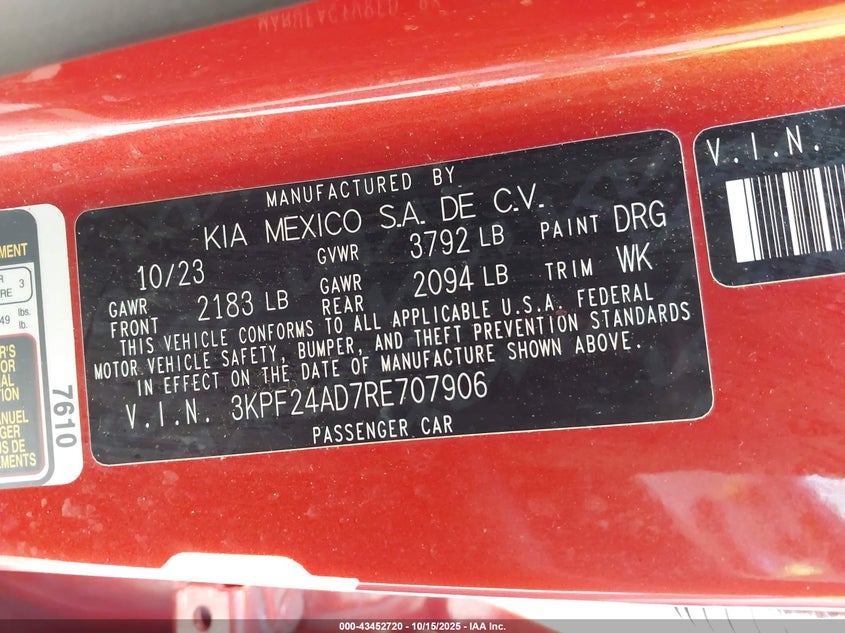 MANUFACTURED BY
KIA MEXICO S.A. DE C.V.
10/23 GVWR 3792 LB PAINT DRG
GAWR FRONT 2183 LB GAWR REAR 2094 LB TRIM WK
THIS VEHICLE CONFORMS TO ALL APPLICABLE U.S.A. FEDERAL
MOTOR VEHICLE SAFETY, BUMPER, AND THEFT PREVENTION STANDARDS
IN EFFECT ON THE DATE OF MANUFACTURE SHOWN ABOVE.
V.I.N. 3KPF24AD7RE707906
PASSENGER CAR
V.I.N.
3
lbs.
lb.
7610
000-43452720 - 10/15/2025 - IAA Inc.